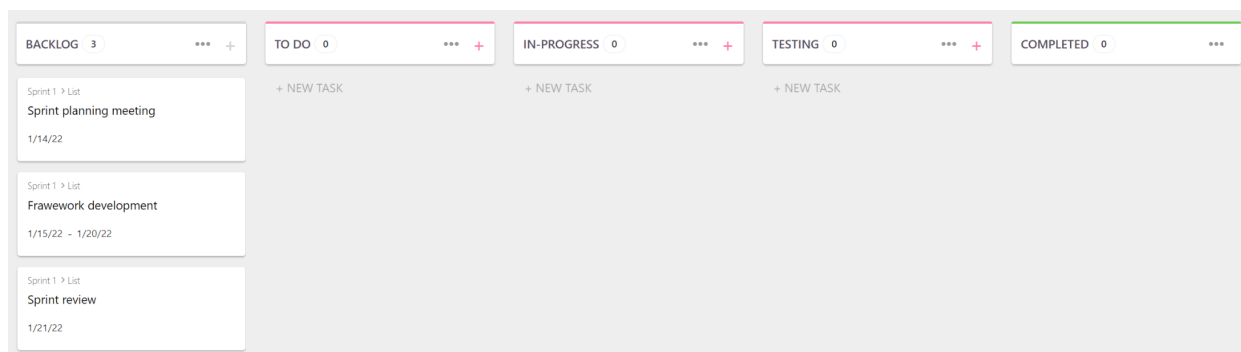 BACKLOG 3 ••• +
TO DO 0 ••• +
IN-PROGRESS 0 ••• +
TESTING 0 ••• +
COMPLETED 0 •••
Sprint 1 > List
Sprint planning meeting
1/14/22
Sprint 1 > List
Frawework development
1/15/22 - 1/20/22
Sprint 1 > List
Sprint review
1/21/22
+ NEW TASK
+ NEW TASK
+ NEW TASK